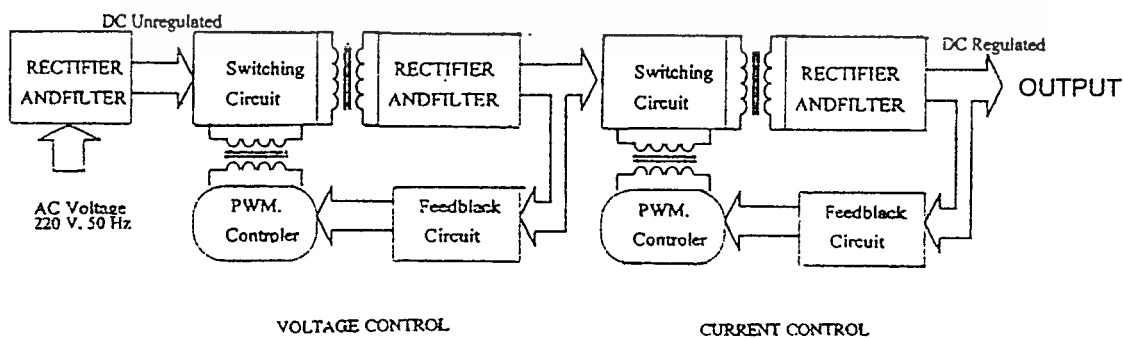 DC Unregulated
RECTIFIER
ANDFILTER
Switching
Circuit
RECTIFIER
ANDFILTER
Switching
Circuit
RECTIFIER
ANDFILTER
DC Regulated
OUTPUT
AC Voltage
220 V. 50 Hz
PWM.
Controler
Feedblack
Circuit
PWM.
Controler
Feedblack
Circuit
VOLTAGE CONTROL
CURRENT CONTROL